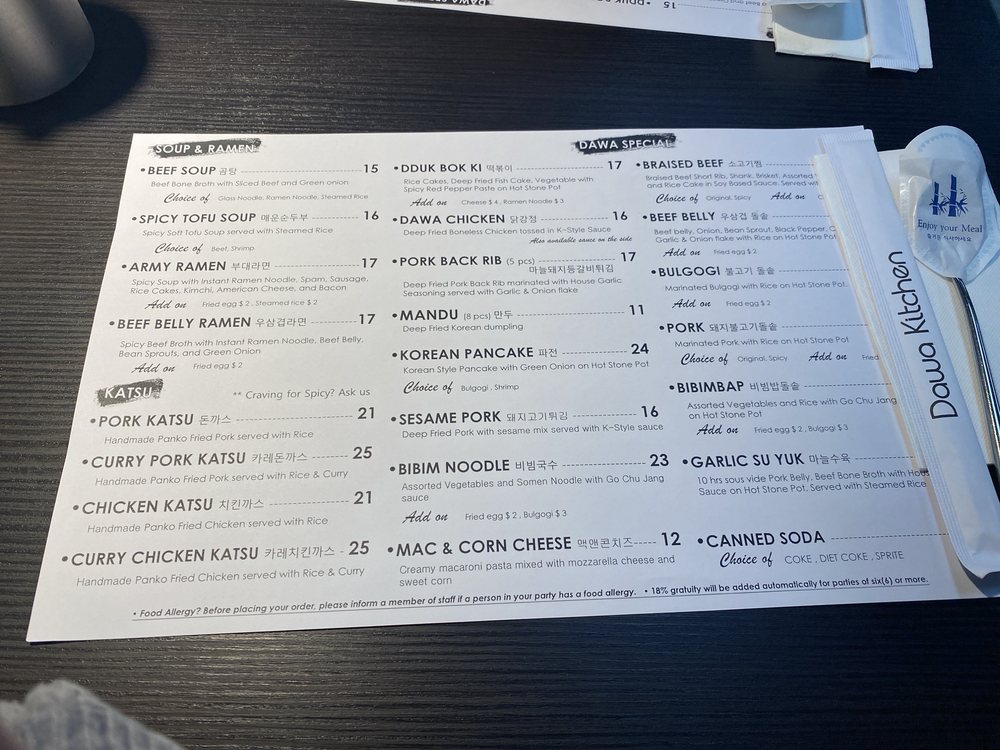 SOUP & RAMEN
•BEEF SOUP 곰탕 15
Beef Bone Broth with Sliced Beef and Green onion
Choice of Glass Noodle, Ramen Noodle, Steamed Rice
•SPICY TOFU SOUP 매운순두부 16
Spicy Soft Tofu Soup served with Steamed Rice
Choice of Beef, Shrimp
•ARMY RAMEN 부대라면 17
Spicy Soup with Instant Ramen Noodle, Spam, Sausage,
Rice Cakes, Kimchi, American Cheese, and Bacon
Add on Fried egg $ 2 , Steamed rice $ 2
•BEEF BELLY RAMEN 우삼겹라면 17
Spicy Beef Broth with Instant Ramen Noodle, Beef Belly,
Bean Sprouts, and Green Onion
Add on Fried egg $ 2
KATSU
** Craving for Spicy? Ask us
•PORK KATSU 돈까스 21
Handmade Panko Fried Pork served with Rice
•CURRY PORK KATSU 카레돈까스 25
Handmade Panko Fried Pork served with Rice & Curry
•CHICKEN KATSU 치킨까스 21
Handmade Panko Fried Chicken served with Rice
•CURRY CHICKEN KATSU 카레치킨까스 - 25
Handmade Panko Fried Chicken served with Rice & Curry
DAWA SPECIAL
•DDUK BOK KI 떡볶이 17
Rice Cakes, Deep Fried Fish Cake, Vegetable with
Spicy Red Pepper Paste on Hot Stone Pot
Add on Cheese $ 4 , Ramen Noodle $ 3
•DAWA CHICKEN 닭강정 16
Deep Fried Boneless Chicken tossed in K-Style Sauce
Also available sauce on the side
•PORK BACK RIB (5 pcs) 17
마늘돼지등갈비튀김
Deep Fried Pork Back Rib marinated with House Garlic
Seasoning served with Garlic & Onion flake
•MANDU (8 pcs) 만두 11
Deep Fried Korean dumpling
•KOREAN PANCAKE 파전 24
Korean Style Pancake with Green Onion on Hot Stone Pot
Choice of Bulgogi , Shrimp
•SESAME PORK 돼지고기튀김 16
Deep Fried Pork with sesame mix served with K-Style sauce
•BIBIM NOODLE 비빔국수 23
Assorted Vegetables and Somen Noodle with Go Chu Jang
sauce
Add on Fried egg $ 2 , Bulgogi $ 3
•MAC & CORN CHEESE 맥앤콘치즈 12
Creamy macaroni pasta mixed with mozzarella cheese and
sweet corn
•BRAISED BEEF 소고기찜
Braised Beef Short Rib, Shank, Brisket, Assorted
and Rice Cake in Soy Based Sauce. Served
Choice of Original, Spicy Add on
•BEEF BELLY 우삼겹 돌솥
Beef belly, Onion, Bean Sprout, Black Pepper,
Garlic & Onion flake with Rice on Hot Stone Pot
Add on Fried egg $ 2
•BULGOGI 불고기 돌솥
Marinated Bulgogi with Rice on Hot Stone Pot.
Add on Fried egg $ 2
•PORK 돼지불고기돌솥
Marinated Pork with Rice on Hot Stone Pot
Choice of Original, Spicy Add on Fried
•BIBIMBAP 비빔밥돌솥
Assorted Vegetables and Rice with Go Chu Jang
on Hot Stone Pot
Add on Fried egg $ 2 , Bulgogi $ 3
•GARLIC SU YUK 마늘수육
10 hrs sous vide Pork Belly, Beef Bone Broth with
Sauce on Hot Stone Pot. Served with Steamed Rice
•CANNED SODA
Choice of COKE , DIET COKE , SPRITE
• Food Allergy? Before placing your order, please inform a member of staff if a person in your party has a food allergy. • 18% gratuity will be added automatically for parties of six(6) or more.
Dawa Kitchen
Enjoy your Meal
즐거운 식사하세요
DAWA
DDUK
15